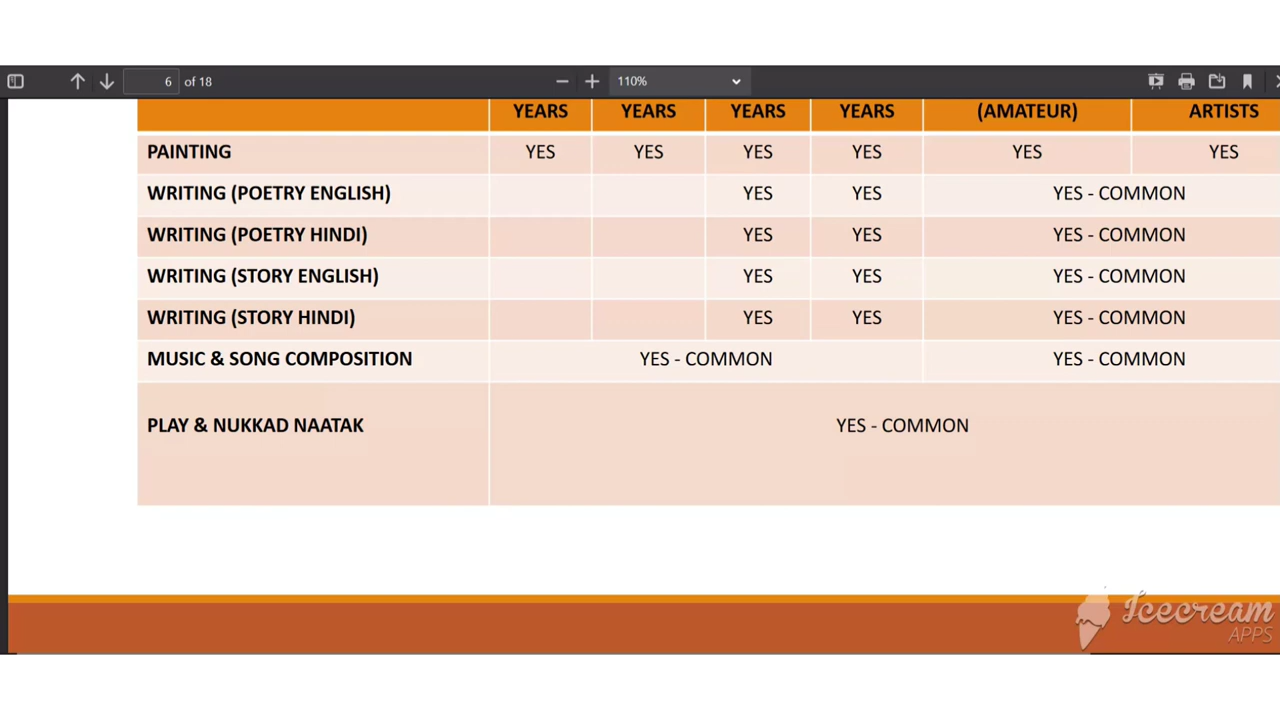 6 of 18 110%
YEARS YEARS YEARS YEARS (AMATEUR) ARTISTS
PAINTING YES YES YES YES YES YES
WRITING (POETRY ENGLISH) YES YES YES - COMMON
WRITING (POETRY HINDI) YES YES YES - COMMON
WRITING (STORY ENGLISH) YES YES YES - COMMON
WRITING (STORY HINDI) YES YES YES - COMMON
MUSIC & SONG COMPOSITION YES - COMMON YES - COMMON
PLAY & NUKKAD NAATAK YES - COMMON
Icecream
APPS